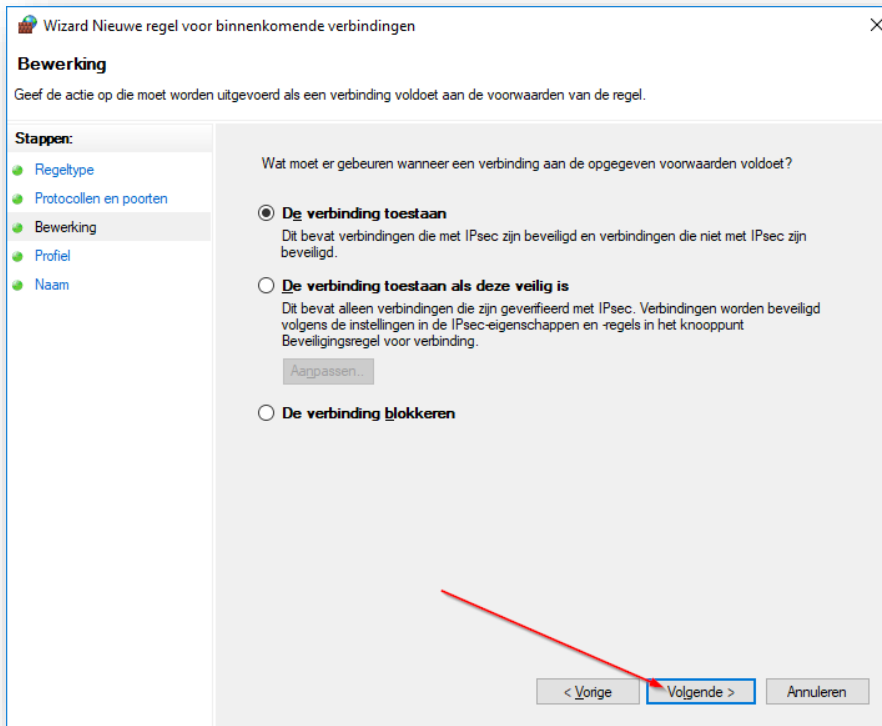 Wizard Nieuwe regel voor binnenkomende verbindingen
Bewerking
Geef de actie op die moet worden uitgevoerd als een verbinding voldoet aan de voorwaarden van de regel.
Stappen:
Regeltype
Protocollen en poorten
Bewerking
Profiel
Naam
Wat moet er gebeuren wanneer een verbinding aan de opgegeven voorwaarden voldoet?
De verbinding toestaan
Dit bevat verbindingen die met IPsec zijn beveiligd en verbindingen die niet met IPsec zijn
beveiligd.
De verbinding toestaan als deze veilig is
Dit bevat alleen verbindingen die zijn geverifieerd met IPsec. Verbindingen worden beveiligd
volgens de instellingen in de IPsec-eigenschappen en -regels in het knooppunt
Beveiligingsregel voor verbinding.
Aanpassen..
De verbinding blokkeren
< Vorige
Volgende >
Annuleren